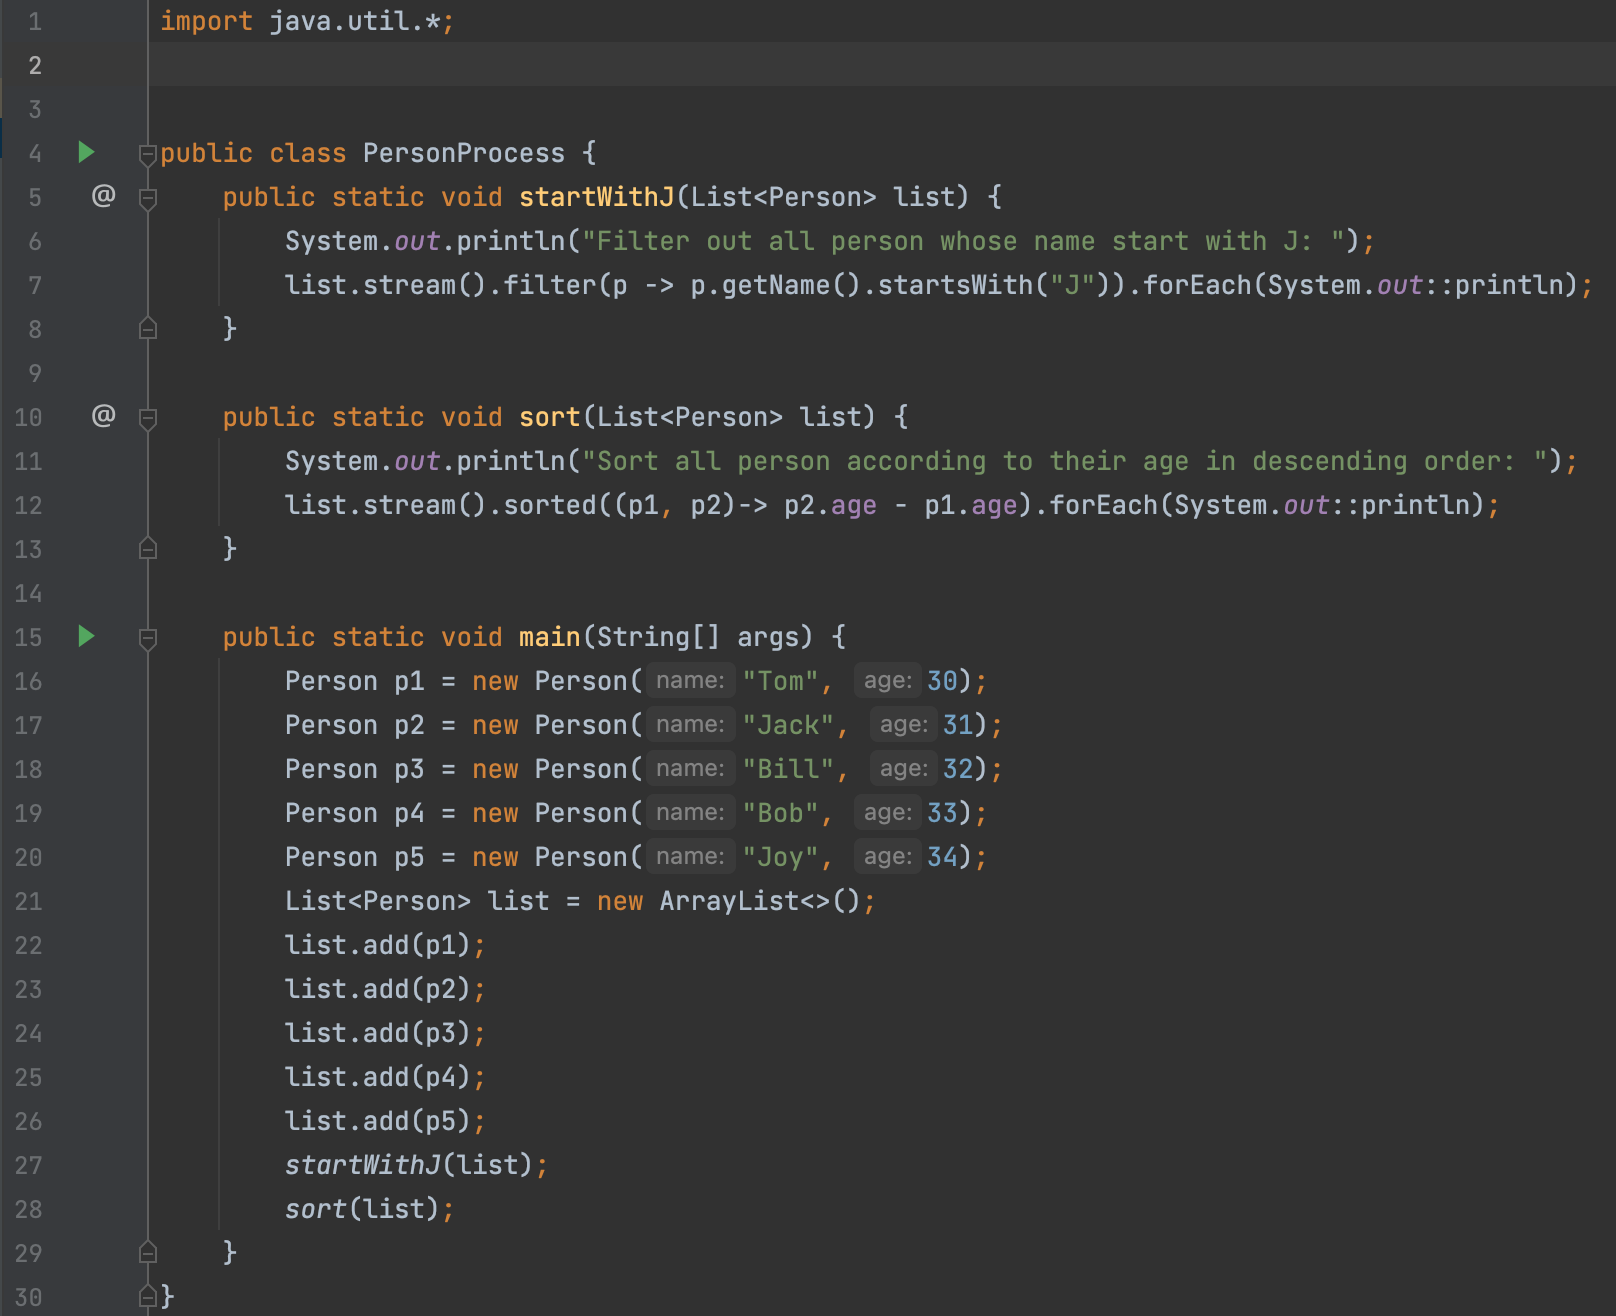 1 import java.util.*;
2
3
4 public class PersonProcess {
5 @ public static void startWithJ(List<Person> list) {
6 System.out.println("Filter out all person whose name start with J: ");
7 list.stream().filter(p -> p.getName().startsWith("J")).forEach(System.out::println);
8 }
9
10 @ public static void sort(List<Person> list) {
11 System.out.println("Sort all person according to their age in descending order: ");
12 list.stream().sorted((p1, p2)-> p2.age - p1.age).forEach(System.out::println);
13 }
14
15 public static void main(String[] args) {
16 Person p1 = new Person( name: "Tom", age: 30);
17 Person p2 = new Person( name: "Jack", age: 31);
18 Person p3 = new Person( name: "Bill", age: 32);
19 Person p4 = new Person( name: "Bob", age: 33);
20 Person p5 = new Person( name: "Joy", age: 34);
21 List<Person> list = new ArrayList<>();
22 list.add(p1);
23 list.add(p2);
24 list.add(p3);
25 list.add(p4);
26 list.add(p5);
27 startWithJ(list);
28 sort(list);
29 }
30 }